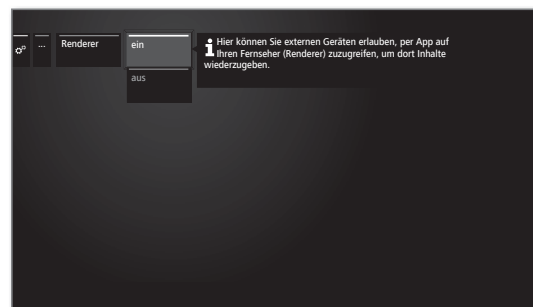 ... Renderer ein
Hier können Sie externen Geräten erlauben, per App auf
Ihren Fernseher (Renderer) zuzugreifen, um dort Inhalte
wiederzugeben.
aus